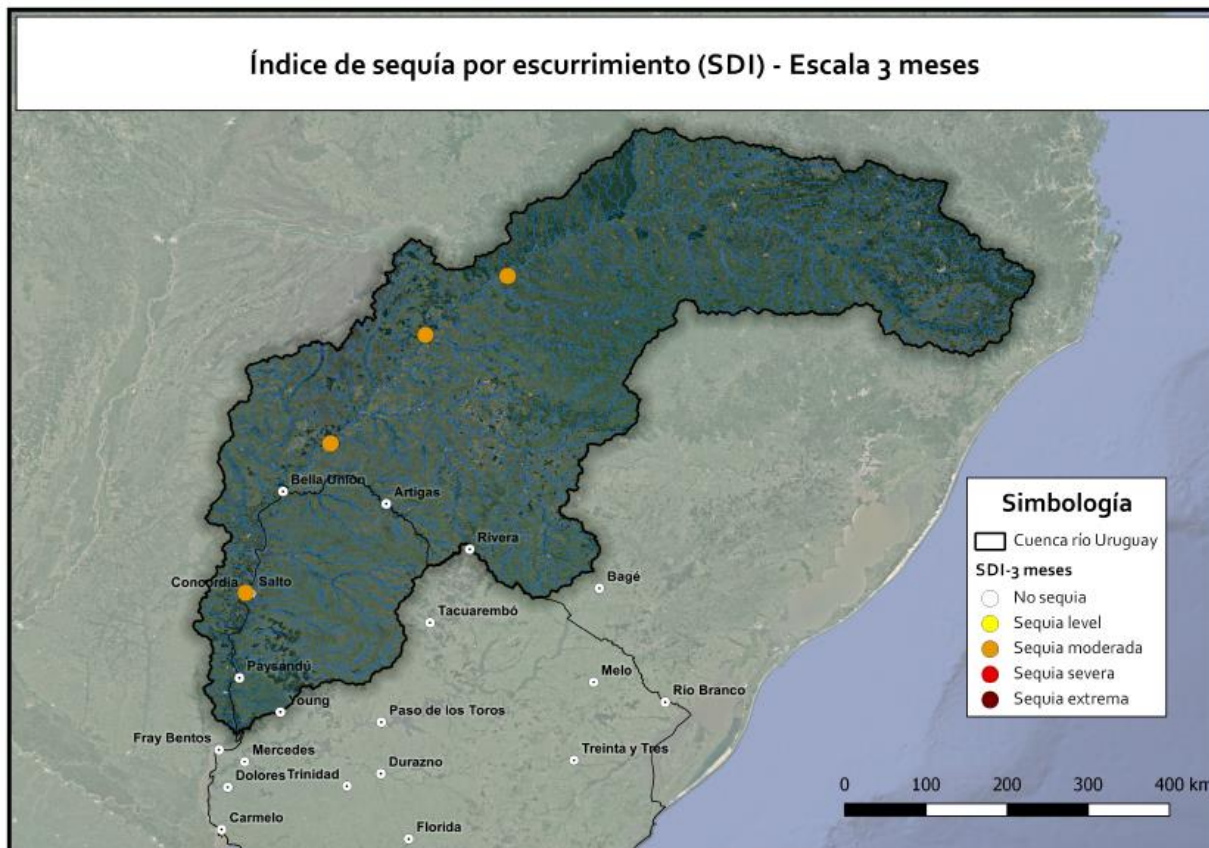 Índice de sequía por escurrimiento (SDI) - Escala 3 meses
Bella Unión
Artigas
Rivera
Concordia
Salto
Bagé
Tacuarembó
Paysandú
Melo
Young
Río Branco
Paso de los Toros
Fray Bentos
Mercedes
Treinta y Trés
Durazno
Dolores
Trinidad
Carmelo
Florida
Simbología
Cuenca río Uruguay
SDI-3 meses
No sequia
Sequia level
Sequia moderada
Sequia severa
Sequia extrema
0 100 200 300 400 km